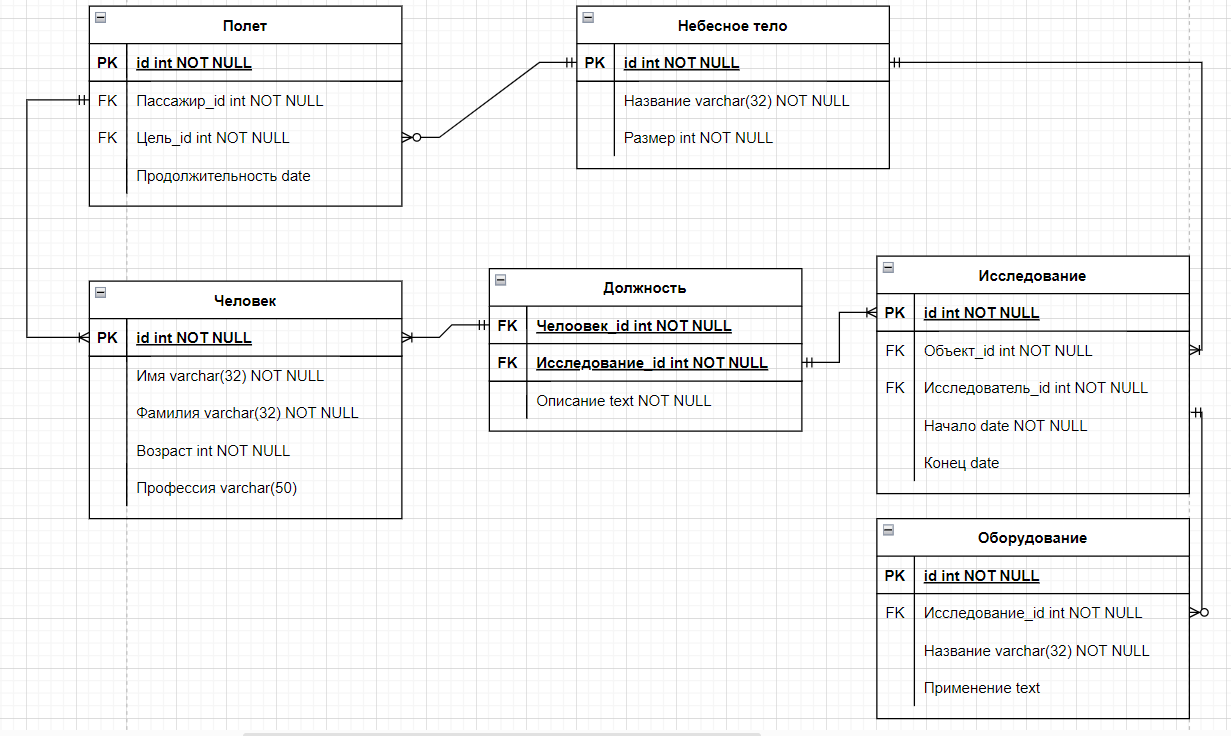 Полет
PK id int NOT NULL
FK Пассажир_id int NOT NULL
FK Цель_id int NOT NULL
Продолжительность date
Небесное тело
PK id int NOT NULL
Название varchar(32) NOT NULL
Размер int NOT NULL
Человек
PK id int NOT NULL
Имя varchar(32) NOT NULL
Фамилия varchar(32) NOT NULL
Возраст int NOT NULL
Профессия varchar(50)
Должность
FK Челоовек_id int NOT NULL
FK Исследование_id int NOT NULL
Описание text NOT NULL
Исследование
PK id int NOT NULL
FK Объект_id int NOT NULL
FK Исследователь_id int NOT NULL
Начало date NOT NULL
Конец date
Оборудование
PK id int NOT NULL
FK Исследование_id int NOT NULL
Название varchar(32) NOT NULL
Применение text